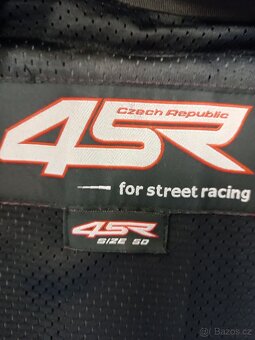 Czech Republic
4SR
for street racing
4SR
SIZE 50
Bazos.cz